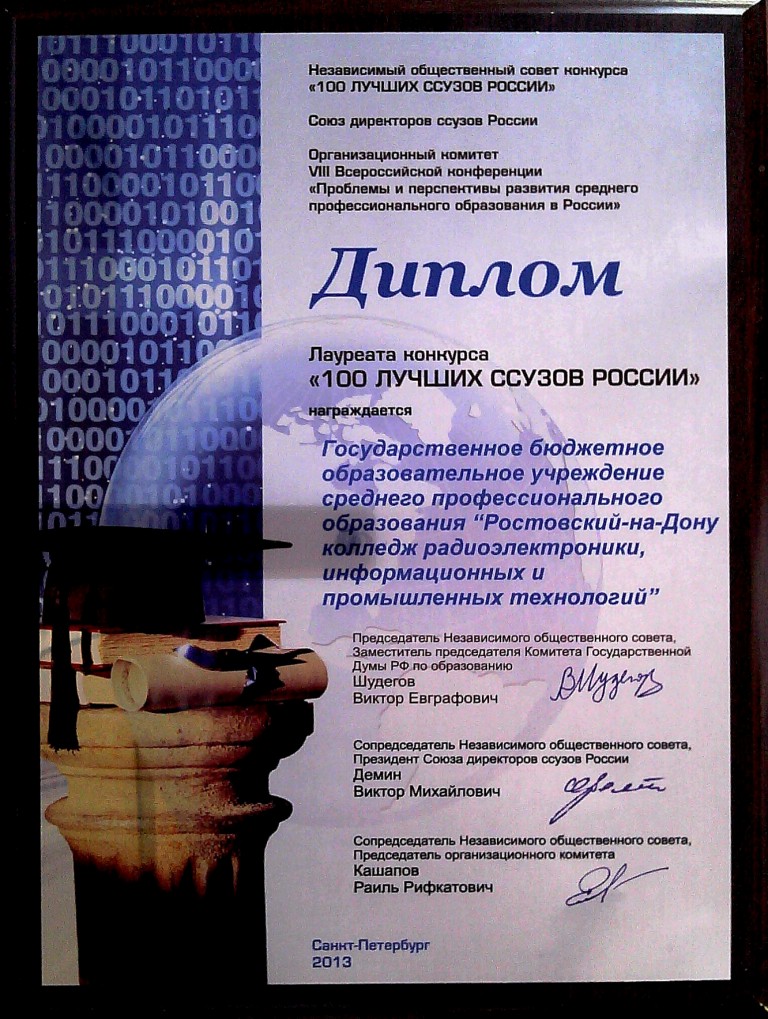 Независимый общественный совет конкурса
«100 ЛУЧШИХ ССУЗОВ РОССИИ»
Союз директоров ссузов России
Организационный комитет
VIII Всероссийской конференции
«Проблемы и перспективы развития среднего
профессионального образования в России»
Диплом
Лауреата конкурса
«100 ЛУЧШИХ ССУЗОВ РОССИИ»
награждается
Государственное бюджетное
образовательное учреждение
среднего профессионального
образования “Ростовский-на-Дону
колледж радиоэлектроники,
информационных и
промышленных технологий”
Председатель Независимого общественного совета,
Заместитель председателя Комитета Государственной
Думы РФ по образованию
Шудегов
Виктор Евграфович
Сопредседатель Независимого общественного совета,
Президент Союза директоров ссузов России
Демин
Виктор Михайлович
Сопредседатель Независимого общественного совета,
Председатель организационного комитета
Кашапов
Раиль Рифкатович
Санкт-Петербург
2013